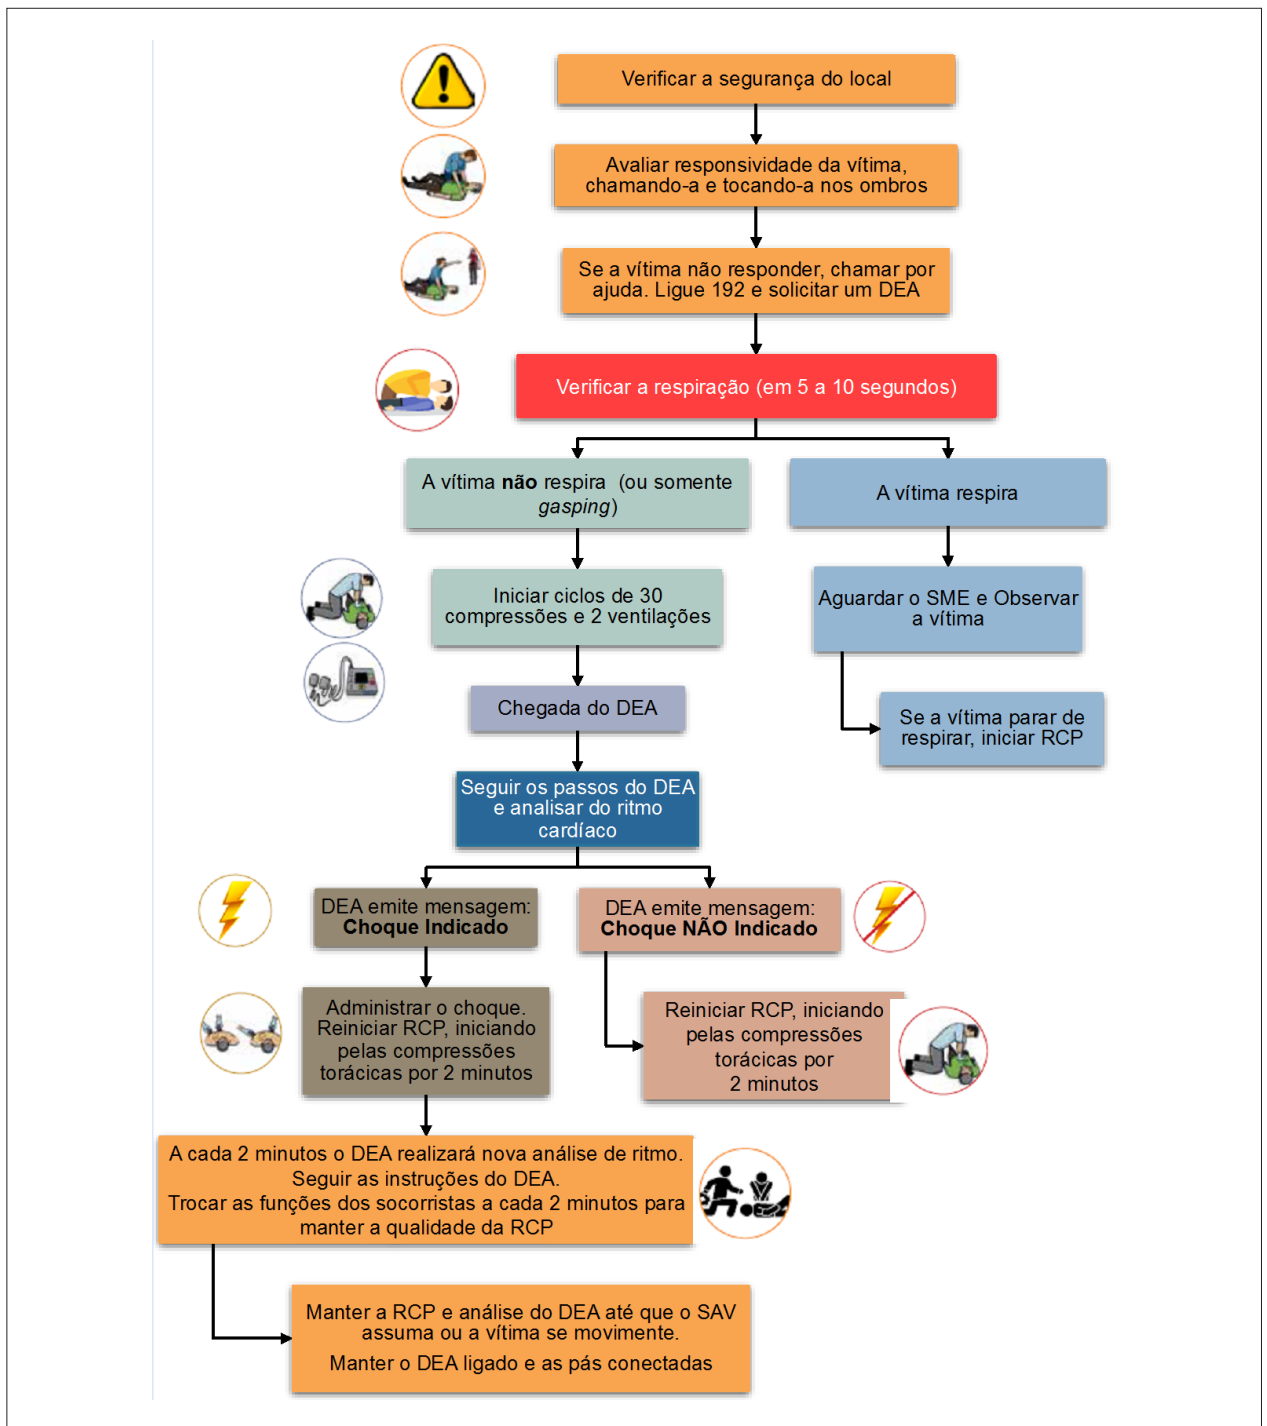 Verificar a segurança do local
Avaliar responsividade da vítima,
chamando-a e tocando-a nos ombros
Se a vítima não responder, chamar por
ajuda. Ligue 192 e solicitar um DEA
Verificar a respiração (em 5 a 10 segundos)
A vítima não respira (ou somente
gasping)
A vítima respira
Iniciar ciclos de 30
compressões e 2 ventilações
Aguardar o SME e Observar
a vítima
Chegada do DEA
Se a vítima parar de
respirar, iniciar RCP
Seguir os passos do DEA
e analisar do ritmo
cardíaco
DEA emite mensagem:
Choque Indicado
DEA emite mensagem:
Choque NÃO Indicado
Administrar o choque.
Reiniciar RCP, iniciando
pelas compressões
torácicas por 2 minutos
Reiniciar RCP, iniciando
pelas compressões
torácicas por
2 minutos
A cada 2 minutos o DEA realizará nova análise de ritmo.
Seguir as instruções do DEA.
Trocar as funções dos socorristas a cada 2 minutos para
manter a qualidade da RCP
Manter a RCP e análise do DEA até que o SAV
assuma ou a vítima se movimente.
Manter o DEA ligado e as pás conectadas